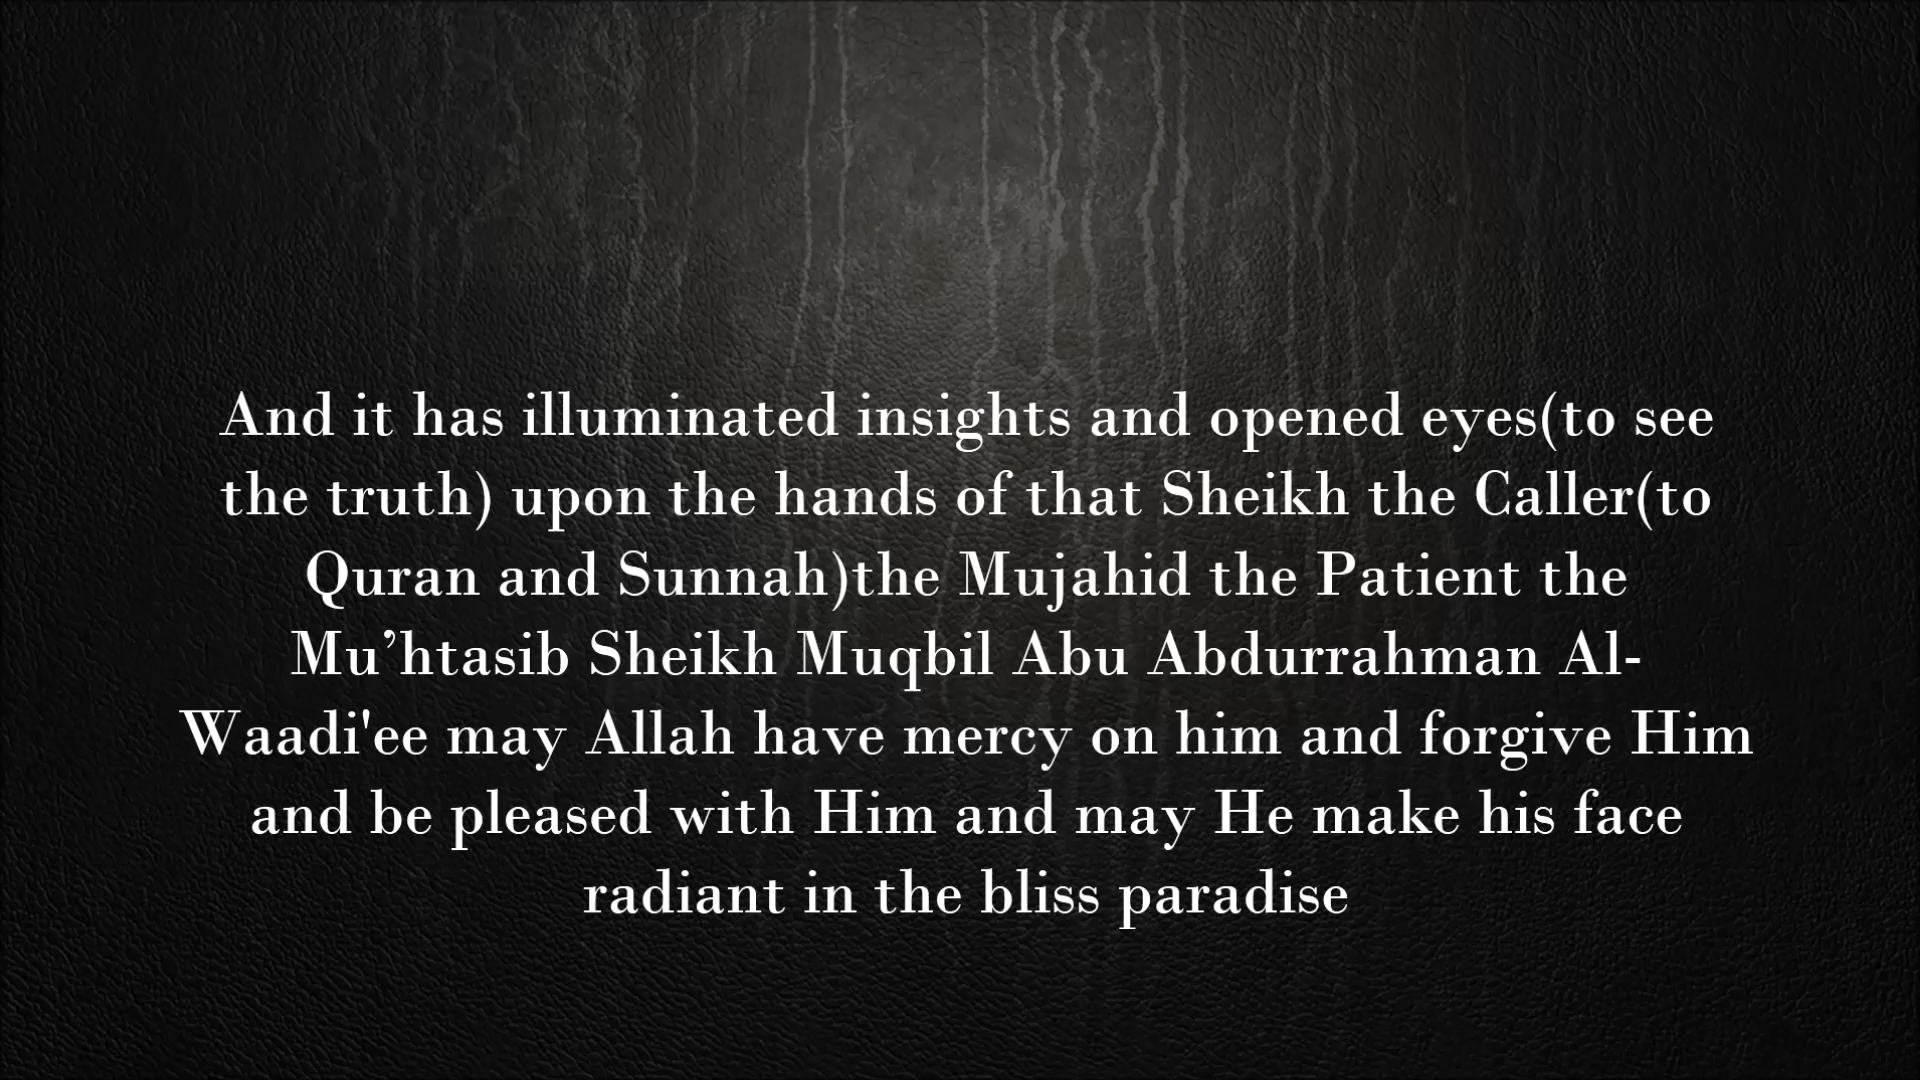 And it has illuminated insights and opened eyes(to see
the truth) upon the hands of that Sheikh the Caller(to
Quran and Sunnah)the Mujahid the Patient the
Mu’htasib Sheikh Muqbil Abu Abdurrahman Al-
Waadi'ee may Allah have mercy on him and forgive Him
and be pleased with Him and may He make his face
radiant in the bliss paradise